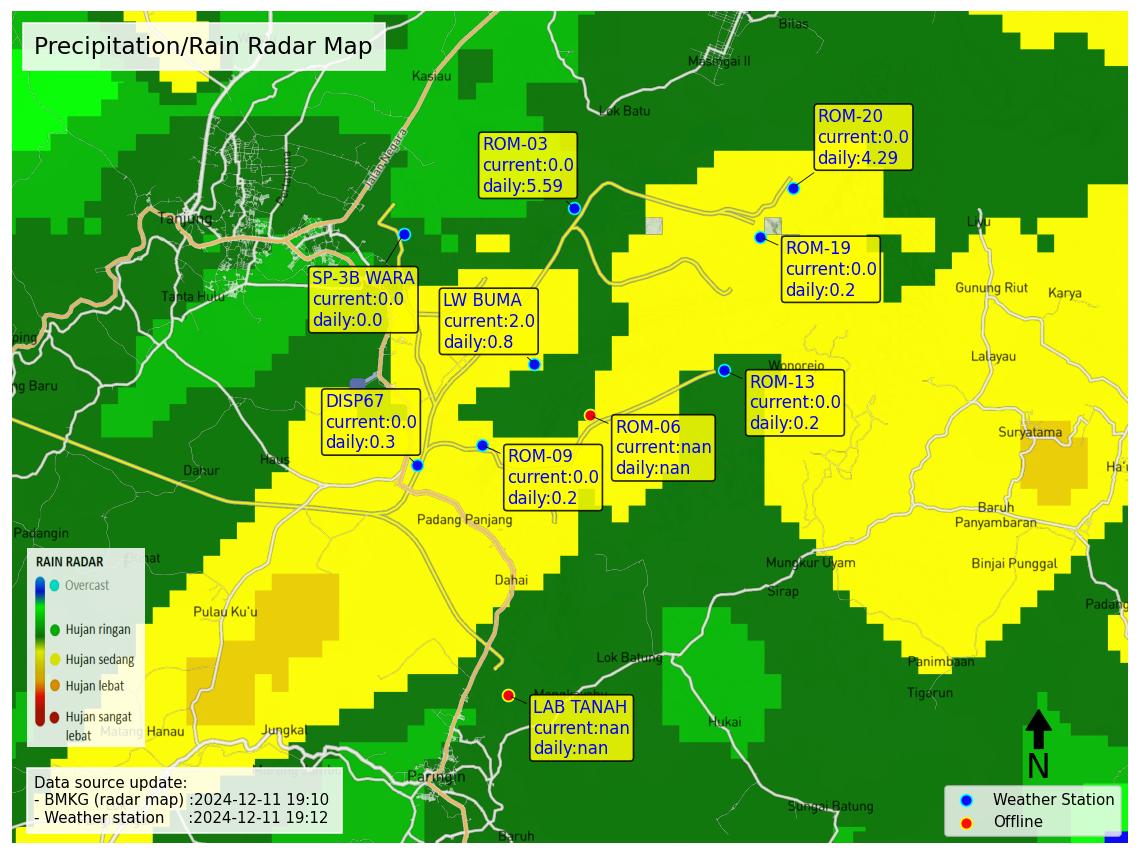 Bilas
Precipitation/Rain Radar Map
Masingai II
Kasiau
Lok Batu
ROM-20
current:0.0
daily:4.29
ROM-03
current:0.0
daily:5.59
Jalan Negara
Tanjung
Liyu
ROM-19
current:0.0
daily:0.2
SP-3B WARA
current:0.0
daily:0.0
Tanta Hulu
LW BUMA
current:2.0
daily:0.8
Gunung Riut
Karya
ping
Lalayau
Wonorejo
ng Baru
ROM-13
current:0.0
daily:0.2
DISP67
current:0.0
daily:0.3
ROM-06
current:nan
daily:nan
Suryatama
ROM-09
current:0.0
daily:0.2
Haus
Dahur
Ha'u
Baruh
Panyambaran
Padang Panjang
Padangin
Mungkur Uyam
Binjai Punggal
Dahai
Sirap
Padang
Pulau Ku'u
RAIN RADAR
Overcast
Hujan ringan
Hujan sedang
Hujan lebat
Hujan sangat
lebat
Lok Batung
Panimbaan
Tigarun
LAB TANAH
current:nan
daily:nan
Hukai
Matang Hanau
Jungkal
N
Paringin
Data source update:
- BMKG (radar map) :2024-12-11 19:10
- Weather station :2024-12-11 19:12
Sungai Batung
Weather Station
Offline
Baruh